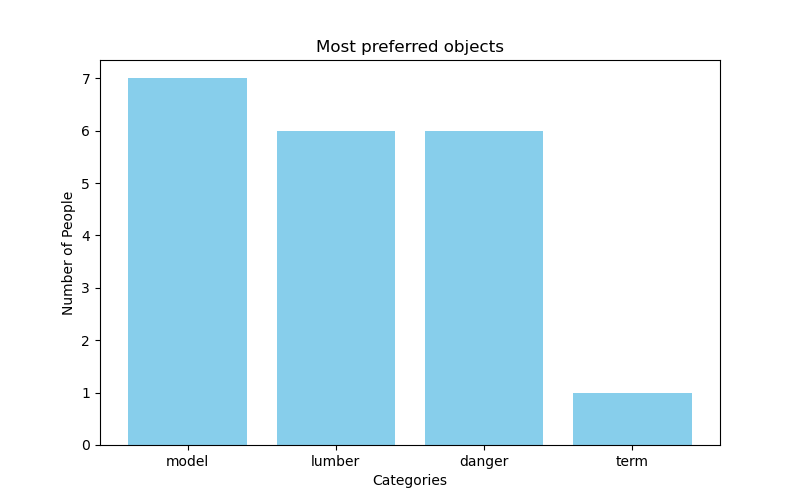 Most preferred objects
Number of People
7
6
5
4
3
2
1
0
model lumber danger term
Categories